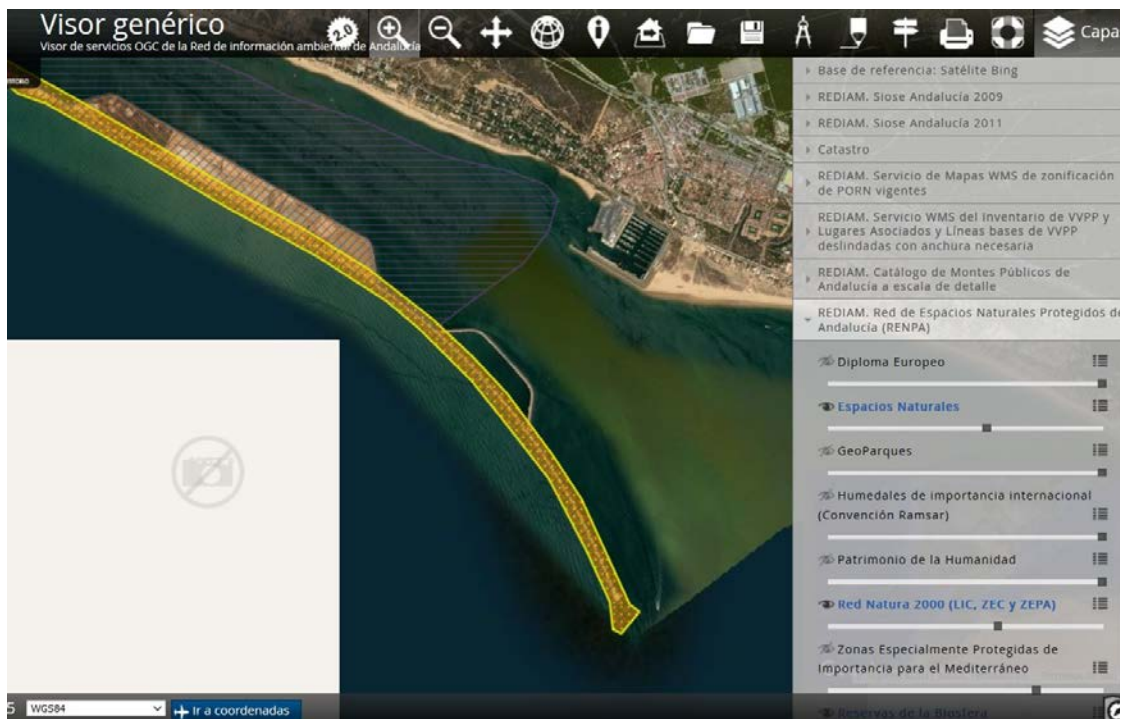 Visor genérico
Visor de servicios OGC de la Red de información ambiental de Andalucía
2.0
Capa
Base de referencia: Satélite Bing
REDIAM. Siose Andalucía 2009
REDIAM. Siose Andalucía 2011
Catastro
REDIAM. Servicio de Mapas WMS de zonificación
de PORN vigentes
REDIAM. Servicio WMS del Inventario de VVPP y
Lugares Asociados y Líneas bases de VVPP
deslindadas con anchura necesaria
REDIAM. Catálogo de Montes Públicos de
Andalucía a escala de detalle
REDIAM. Red de Espacios Naturales Protegidos de
Andalucía (RENPA)
Diploma Europeo
Espacios Naturales
GeoParques
Humedales de importancia internacional
(Convención Ramsar)
Patrimonio de la Humanidad
Red Natura 2000 (LIC, ZEC y ZEPA)
Zonas Especialmente Protegidas de
Importancia para el Mediterráneo
Reservas de la Biosfera
5 WGS84 Ir a coordenadas